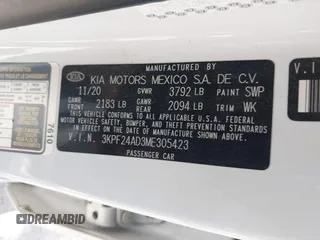 MANUFACTURED BY
KIA KIA MOTORS MEXICO S.A. DE C.V.
11/20 GVWR 3792 LB PAINT SWP
GAWR FRONT 2183 LB GAWR REAR 2094 LB TRIM WK
THIS VEHICLE CONFORMS TO ALL APPLICABLE U.S. FEDERAL
MOTOR VEHICLE SAFETY, BUMPER, AND THEFT PREVENTION
STANDARDS IN EFFECT ON THE DATE OF MANUFACTURE SHOWN ABOVE.
V.I.N. 3KPF24AD3ME305423
PASSENGER CAR
7610
V.I.
DREAMBID